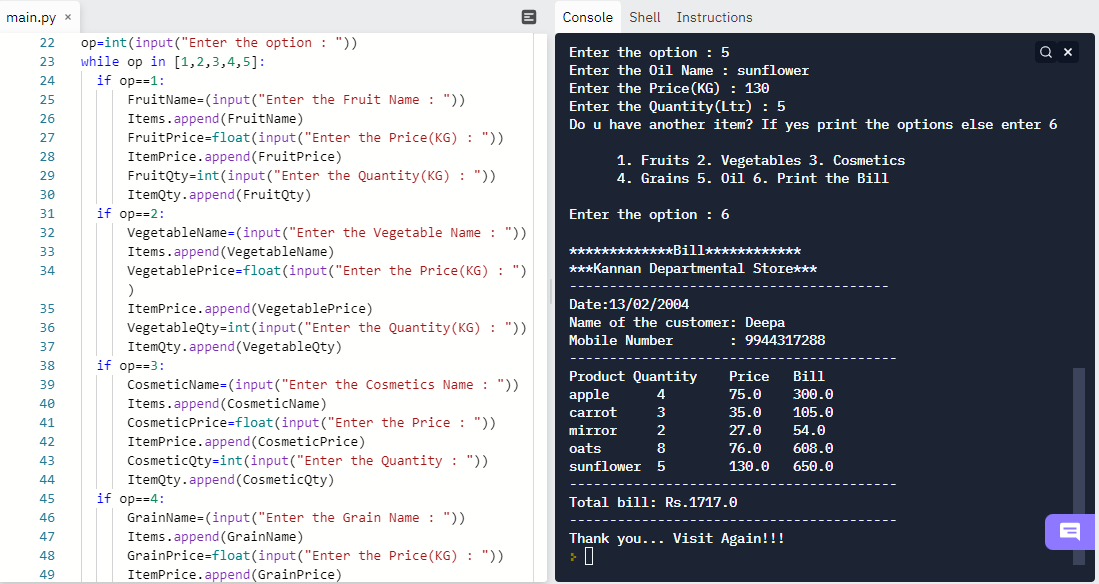 main.py ×
22 op=int(input("Enter the option : "))
23 while op in [1,2,3,4,5]:
24 if op==1:
25 FruitName=(input("Enter the Fruit Name : "))
26 Items.append(FruitName)
27 FruitPrice=float(input("Enter the Price(KG) : "))
28 ItemPrice.append(FruitPrice)
29 FruitQty=int(input("Enter the Quantity(KG) : "))
30 ItemQty.append(FruitQty)
31 if op==2:
32 VegetableName=(input("Enter the Vegetable Name : "))
33 Items.append(VegetableName)
34 VegetablePrice=float(input("Enter the Price(KG) : ")
)
35 ItemPrice.append(VegetablePrice)
36 VegetableQty=int(input("Enter the Quantity(KG) : "))
37 ItemQty.append(VegetableQty)
38 if op==3:
39 CosmeticName=(input("Enter the Cosmetics Name : "))
40 Items.append(CosmeticName)
41 CosmeticPrice=float(input("Enter the Price : "))
42 ItemPrice.append(CosmeticPrice)
43 CosmeticQty=int(input("Enter the Quantity : "))
44 ItemQty.append(CosmeticQty)
45 if op==4:
46 GrainName=(input("Enter the Grain Name : "))
47 Items.append(GrainName)
48 GrainPrice=float(input("Enter the Price(KG) : "))
49 ItemPrice.append(GrainPrice)
Console Shell Instructions
Enter the option : 5
Enter the Oil Name : sunflower
Enter the Price(KG) : 130
Enter the Quantity(Ltr) : 5
Do u have another item? If yes print the options else enter 6
1. Fruits 2. Vegetables 3. Cosmetics
4. Grains 5. Oil 6. Print the Bill
Enter the option : 6
*************Bill************
***Kannan Departmental Store***
----------------------------------------
Date:13/02/2004
Name of the customer: Deepa
Mobile Number : 9944317288
-----------------------------------------
Product Quantity Price Bill
apple 4 75.0 300.0
carrot 3 35.0 105.0
mirror 2 27.0 54.0
oats 8 76.0 608.0
sunflower 5 130.0 650.0
-----------------------------------------
Total bill: Rs.1717.0
-----------------------------------------
Thank you... Visit Again!!!